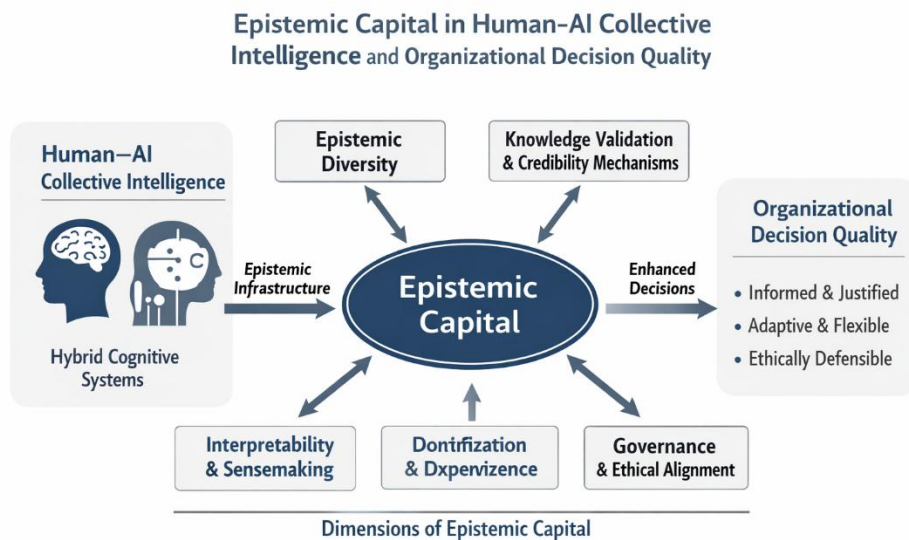 Epistemic Capital in Human–AI Collective
Intelligence and Organizational Decision Quality
Human–AI
Collective Intelligence
Hybrid Cognitive
Systems
Epistemic
Diversity
Knowledge Validation
& Credibility Mechanisms
Epistemic
Infrastructure
Epistemic
Capital
Enhanced
Decisions
Organizational
Decision Quality
• Informed & Justified
• Adaptive & Flexible
• Ethically Defensible
Interpretability
& Sensemaking
& Dxpervizence
Governance
& Ethical Alignment
Dimensions of Epistemic Capital